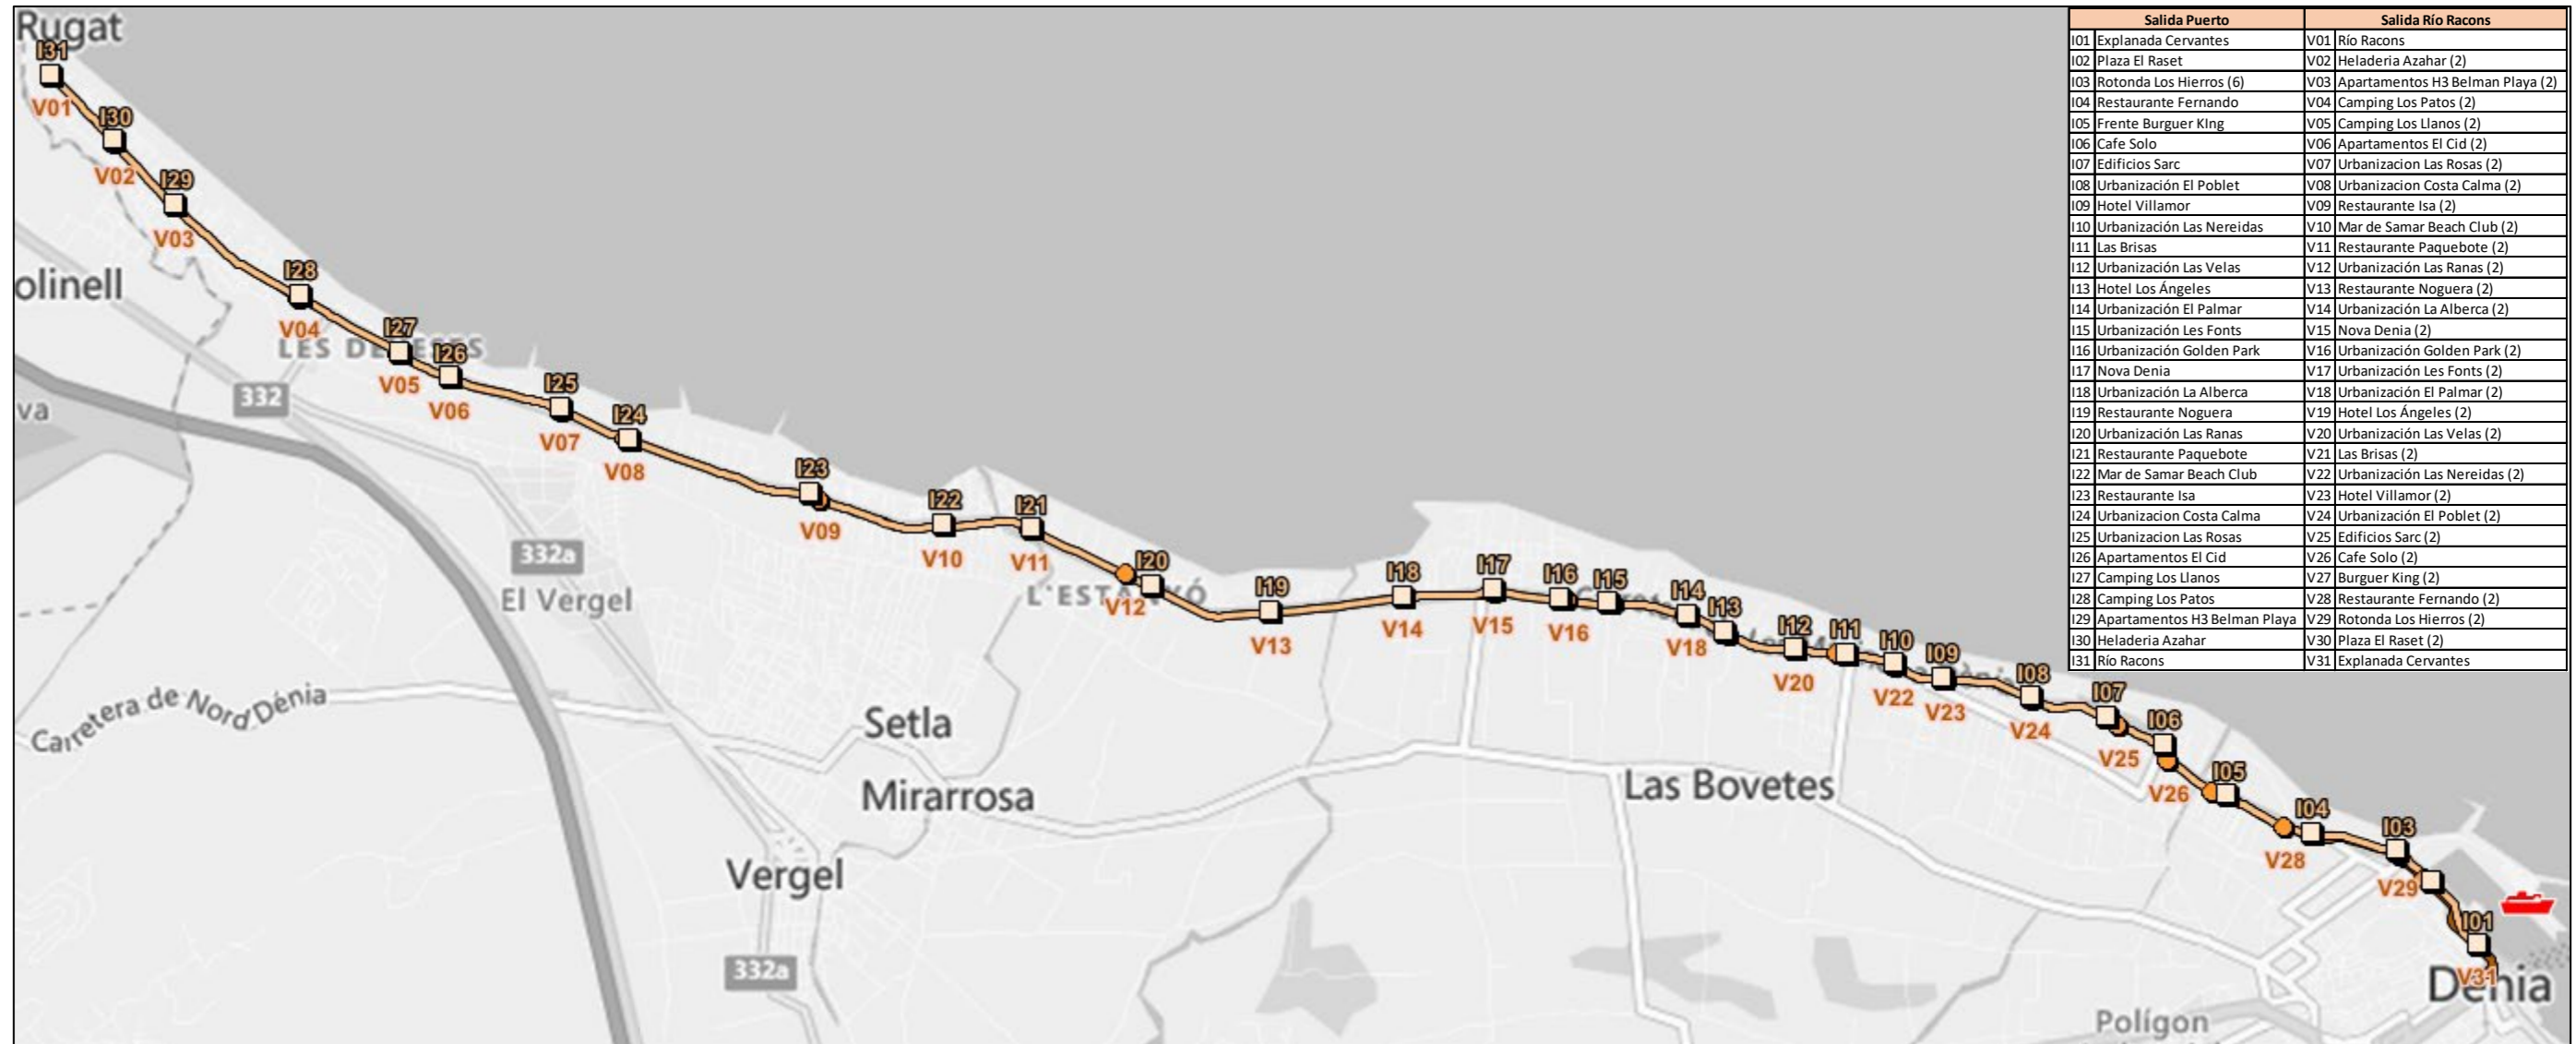 Rugat
I31
V01
I30
V02
I29
V03
I28
V04
olinell
I27
V05
I26
V06
LES DEVESES
332
va
I25
V07
I24
V08
I23
V09
I22
V10
I21
V11
332a
El Vergel
I20
V12
L'ESTANYÓ
I19
V13
I18
V14
I17
V15
I16
V16
I15
I14
V18
I13
I12
V20
I11
I10
V22
I09
V23
I08
V24
I07
V25
I06
V26
I05
I04
V28
I03
V29
I01
V31
Carretera de Nord Dénia
Setla
Mirarrosa
Las Bovetes
Vergel
332a
Dénia
Polígon
Salida Puerto Salida Río Racons
I01 Explanada Cervantes V01 Río Racons
I02 Plaza El Raset V02 Heladeria Azahar (2)
I03 Rotonda Los Hierros (6) V03 Apartamentos H3 Belman Playa (2)
I04 Restaurante Fernando V04 Camping Los Patos (2)
I05 Frente Burguer KIng V05 Camping Los Llanos (2)
I06 Cafe Solo V06 Apartamentos El Cid (2)
I07 Edificios Sarc V07 Urbanizacion Las Rosas (2)
I08 Urbanización El Poblet V08 Urbanizacion Costa Calma (2)
I09 Hotel Villamor V09 Restaurante Isa (2)
I10 Urbanización Las Nereidas V10 Mar de Samar Beach Club (2)
I11 Las Brisas V11 Restaurante Paquebote (2)
I12 Urbanización Las Velas V12 Urbanización Las Ranas (2)
I13 Hotel Los Ángeles V13 Restaurante Noguera (2)
I14 Urbanización El Palmar V14 Urbanización La Alberca (2)
I15 Urbanización Les Fonts V15 Nova Denia (2)
I16 Urbanización Golden Park V16 Urbanización Golden Park (2)
I17 Nova Denia V17 Urbanización Les Fonts (2)
I18 Urbanización La Alberca V18 Urbanización El Palmar (2)
I19 Restaurante Noguera V19 Hotel Los Ángeles (2)
I20 Urbanización Las Ranas V20 Urbanización Las Velas (2)
I21 Restaurante Paquebote V21 Las Brisas (2)
I22 Mar de Samar Beach Club V22 Urbanización Las Nereidas (2)
I23 Restaurante Isa V23 Hotel Villamor (2)
I24 Urbanizacion Costa Calma V24 Urbanización El Poblet (2)
I25 Urbanizacion Las Rosas V25 Edificios Sarc (2)
I26 Apartamentos El Cid V26 Cafe Solo (2)
I27 Camping Los Llanos V27 Burguer King (2)
I28 Camping Los Patos V28 Restaurante Fernando (2)
I29 Apartamentos H3 Belman Playa V29 Rotonda Los Hierros (2)
I30 Heladeria Azahar V30 Plaza El Raset (2)
I31 Río Racons V31 Explanada Cervantes